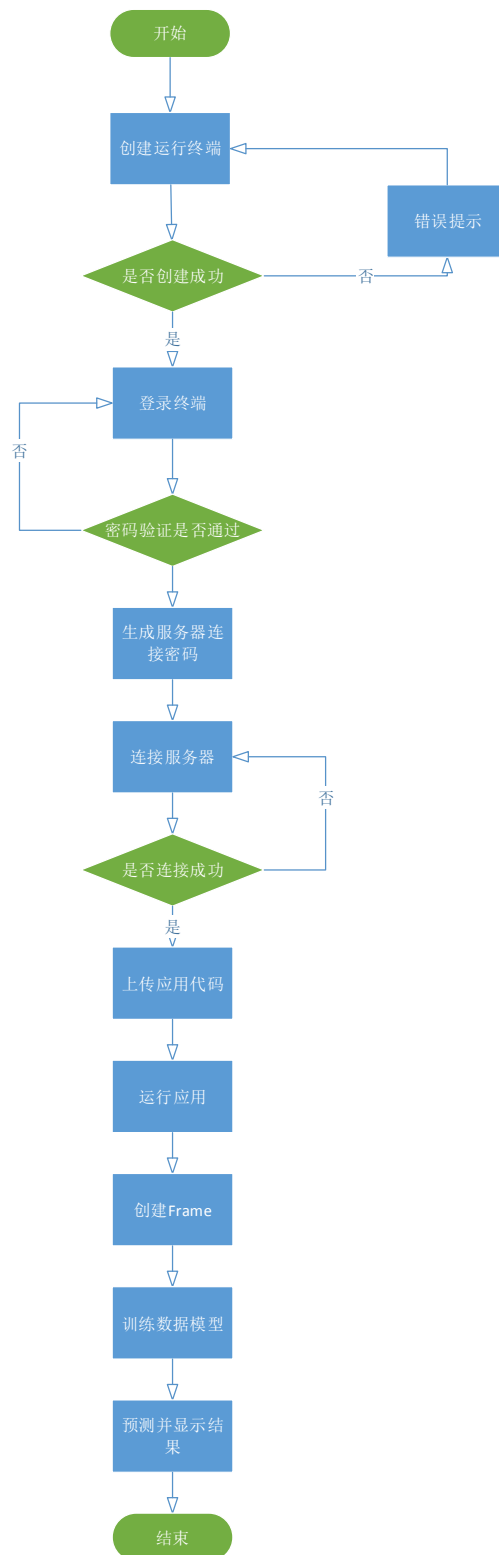 开始
创建运行终端
错误提示
是否创建成功
否
是
登录终端
否
密码验证是否通过
生成服务器连
接密码
连接服务器
否
是否连接成功
是
上传应用代码
运行应用
创建Frame
训练数据模型
预测并显示结
果
结束